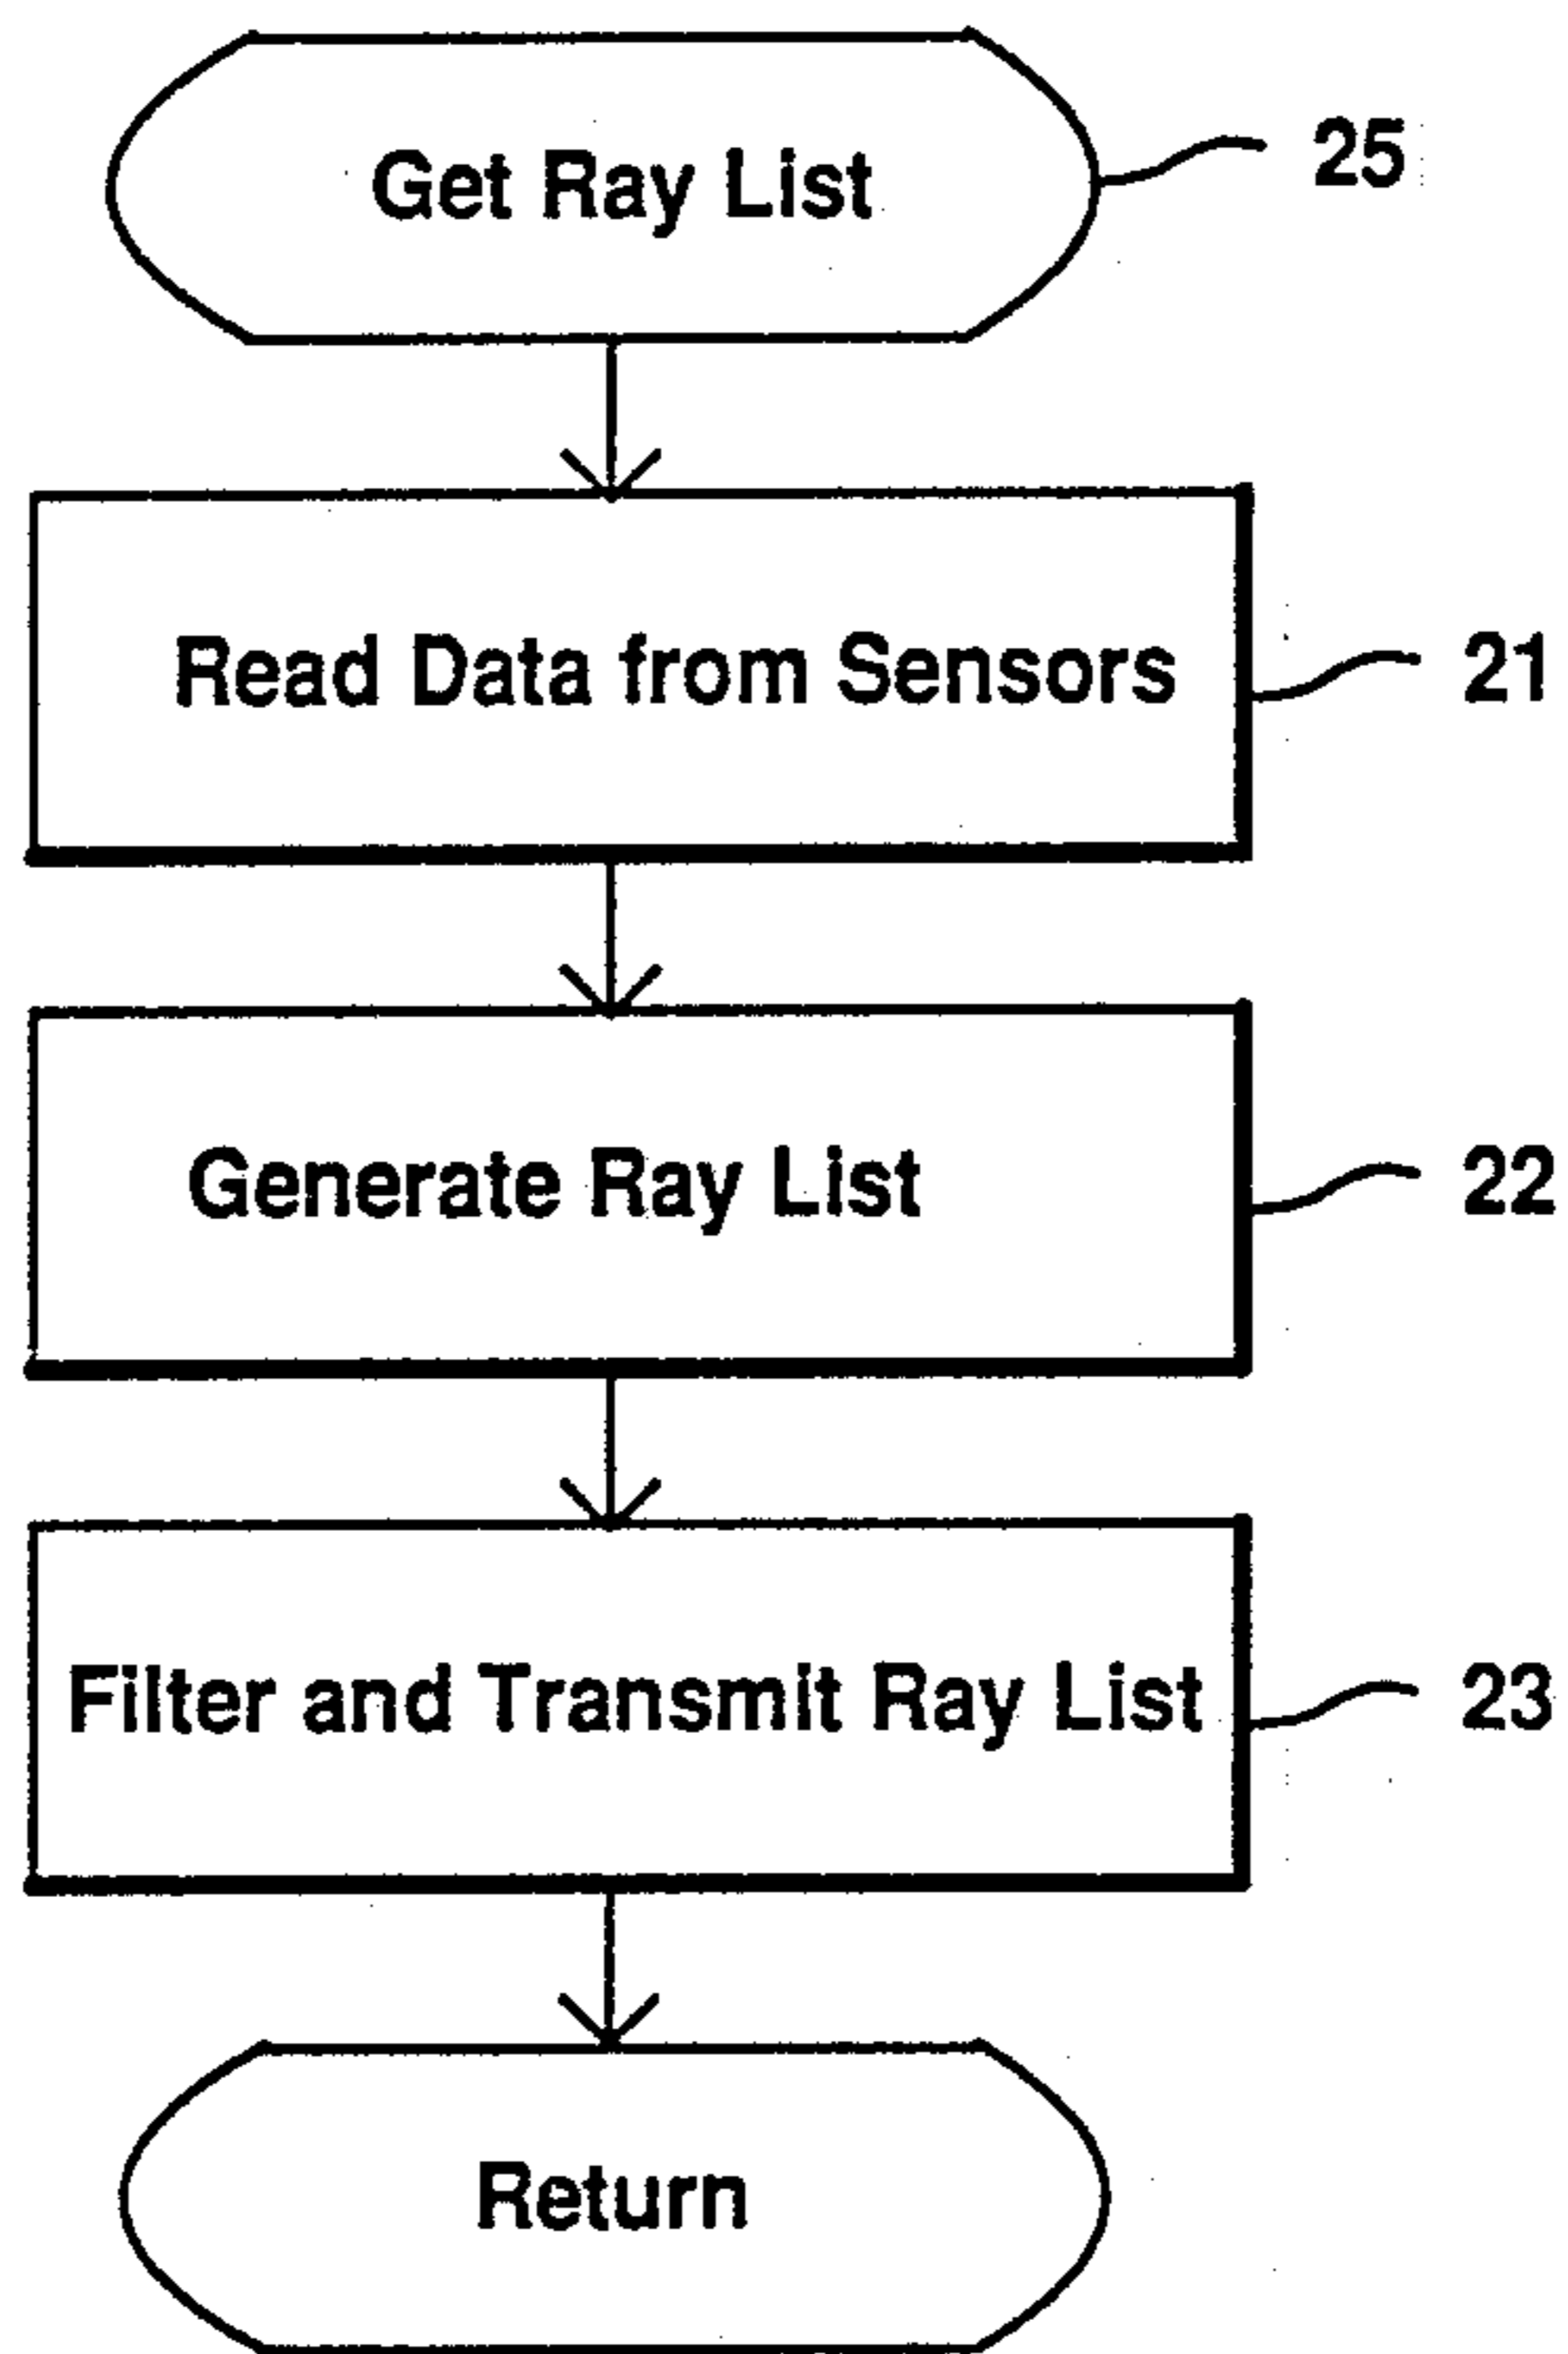 Get Ray List 25
Read Data from Sensors 21
Generate Ray List 22
Filter and Transmit Ray List 23
Return